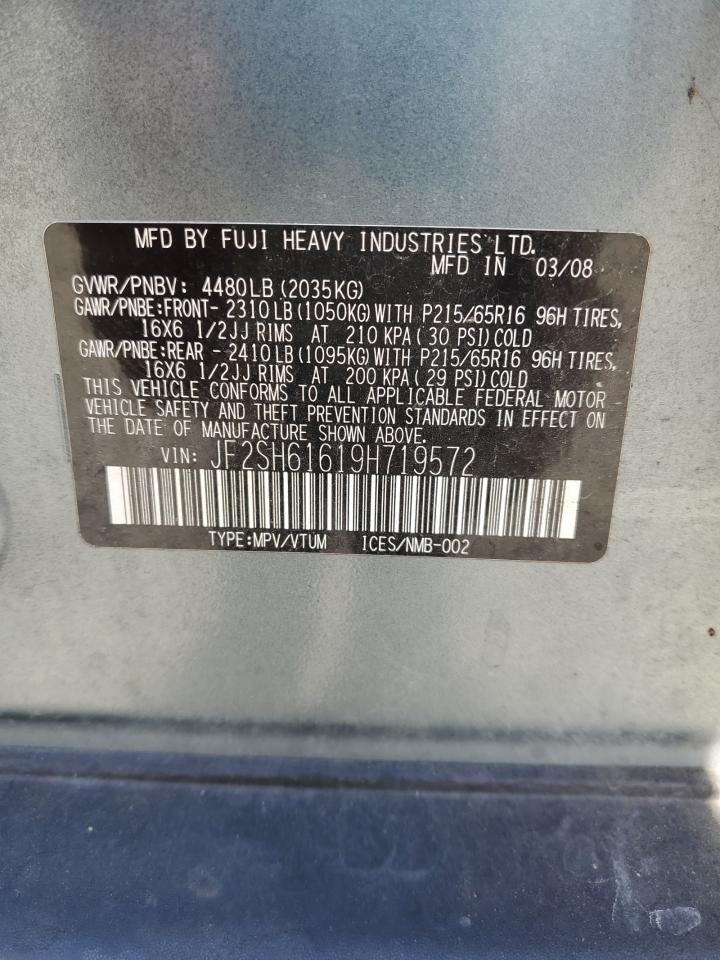 MFD BY FUJI HEAVY INDUSTRIES LTD.
MFD IN 03/08
GVWR/PNBV: 4480LB(2035KG)
GAWR/PNBE:FRONT- 2310LB(1050KG)WITH P215/65R16 96H TIRES,
16X6 1/2JJ RIMS AT 210 KPA( 30 PSI)COLD
GAWR/PNBE:REAR - 2410LB(1095KG)WITH P215/65R16 96H TIRES,
16X6 1/2JJ RIMS AT 200 KPA( 29 PSI)COLD
THIS VEHICLE CONFORMS TO ALL APPLICABLE FEDERAL MOTOR
VEHICLE SAFETY AND THEFT PREVENTION STANDARDS IN EFFECT ON
THE DATE OF MANUFACTURE SHOWN ABOVE.
VIN: JF2SH61619H719572
TYPE:MPV/VTUM ICES/NMB-002